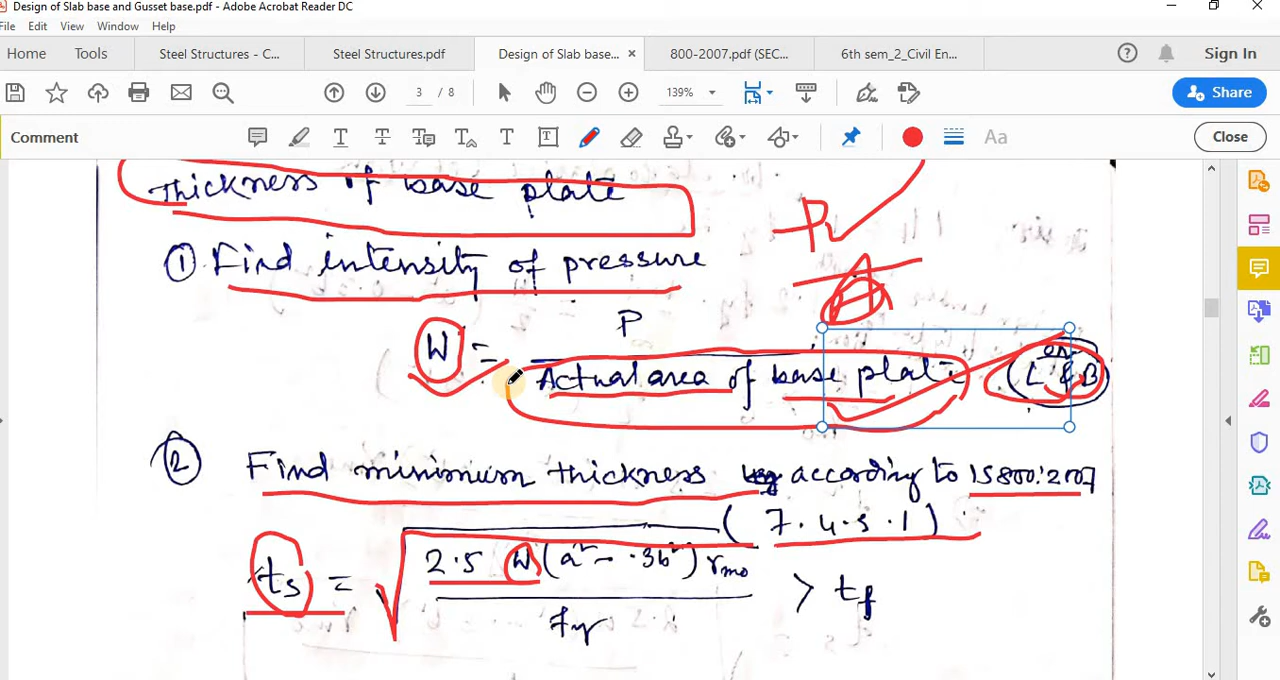 Design of Slab base and Gusset base.pdf - Adobe Acrobat Reader DC
File Edit View Window Help
Home Tools Steel Structures - C... Steel Structures.pdf Design of Slab base... × 800-2007.pdf (SEC... 6th sem_2_Civil En... Sign In
3 / 8 139% Share
Comment Aa Close
Thickness of base plate
① Find intensity of pressure
P
A
P
W =
Actual area of base plate (L & B)
② Find minimum thickness according to IS 800:2007
(7.4.3.1)
ts = √ 2.5 W (a² - .3b²) γmo > tf
fy